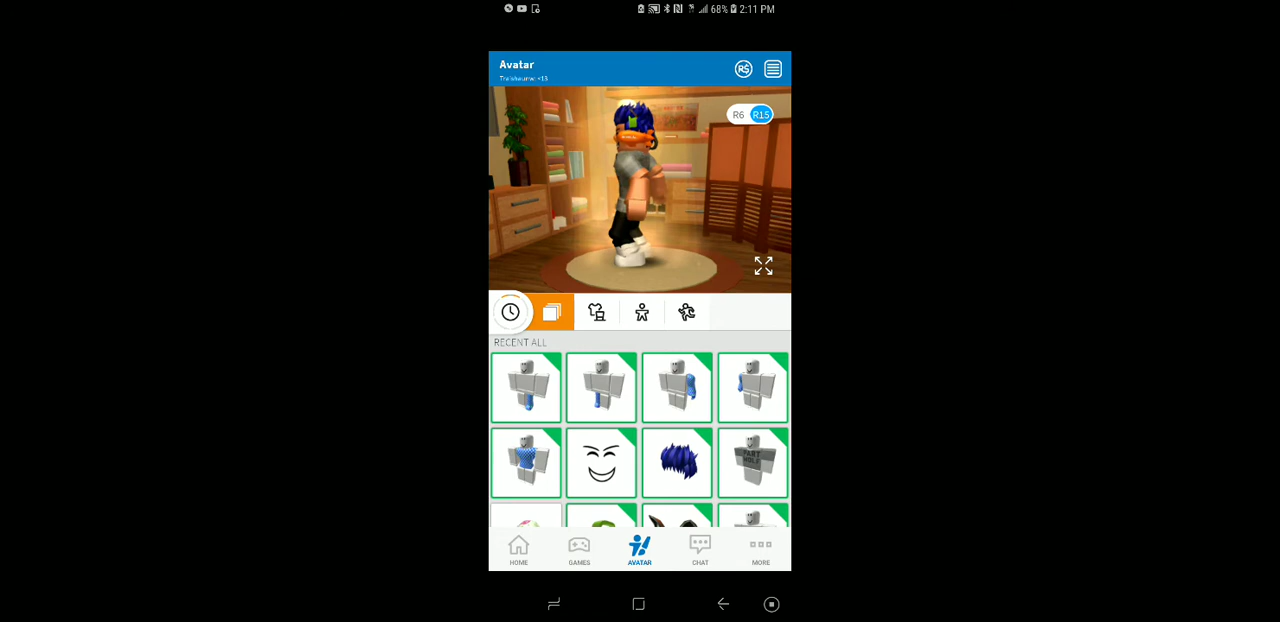 68% 2:11 PM
Avatar
R$
R6 R15
RECENT ALL
HOME GAMES AVATAR CHAT MORE